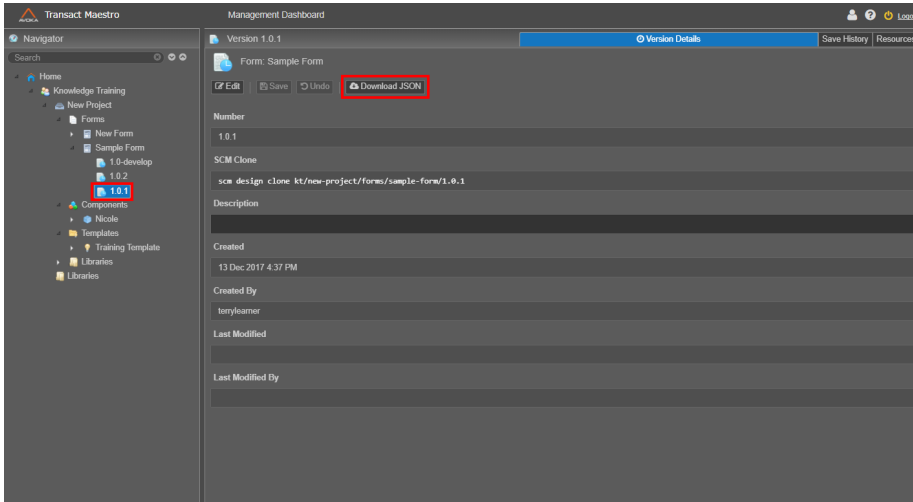 AVOKA Transact Maestro
Management Dashboard
Logo
Navigator
Version 1.0.1
Version Details
Save History
Resources
Search
Form: Sample Form
Home
Knowledge Training
New Project
Forms
New Form
Sample Form
1.0-develop
1.0.2
1.0.1
Components
Nicole
Templates
Training Template
Libraries
Libraries
Edit
Save
Undo
Download JSON
Number
1.0.1
SCM Clone
scm design clone kt/new-project/forms/sample-form/1.0.1
Description
Created
13 Dec 2017 4:37 PM
Created By
terrylearner
Last Modified
Last Modified By